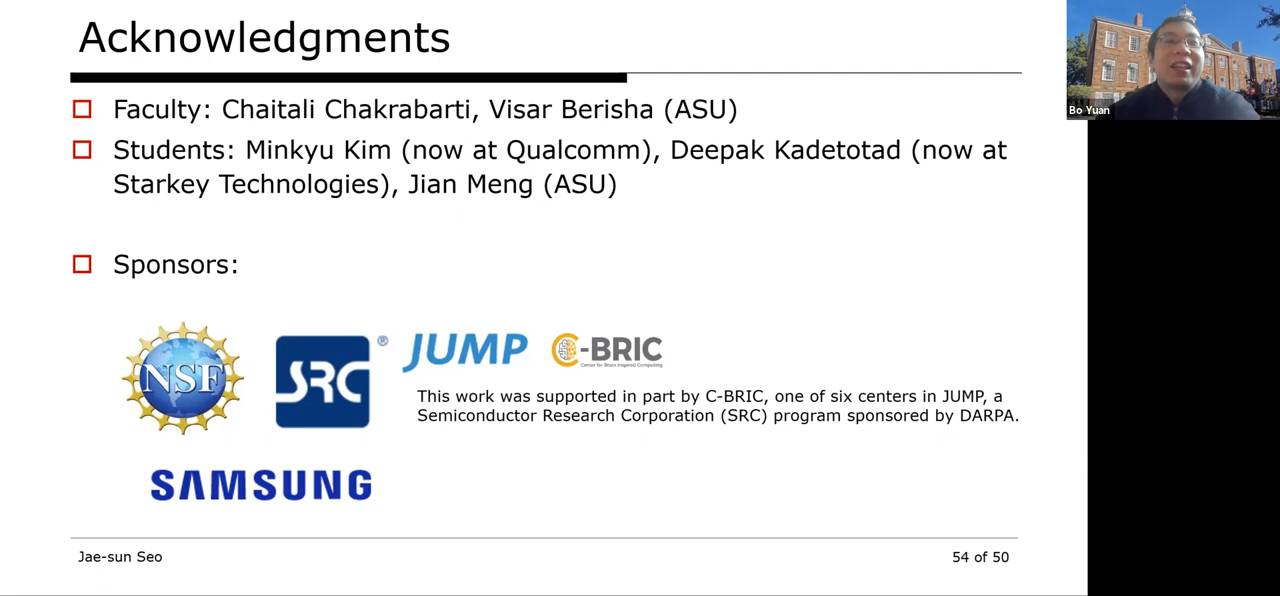 Acknowledgments
Faculty: Chaitali Chakrabarti, Visar Berisha (ASU)
Students: Minkyu Kim (now at Qualcomm), Deepak Kadetotad (now at
Starkey Technologies), Jian Meng (ASU)
Sponsors:
NSF
SRC®
JUMP
C-BRIC
Center for Brain Inspired Computing
This work was supported in part by C-BRIC, one of six centers in JUMP, a
Semiconductor Research Corporation (SRC) program sponsored by DARPA.
SAMSUNG
Jae-sun Seo
54 of 50
Bo Yuan